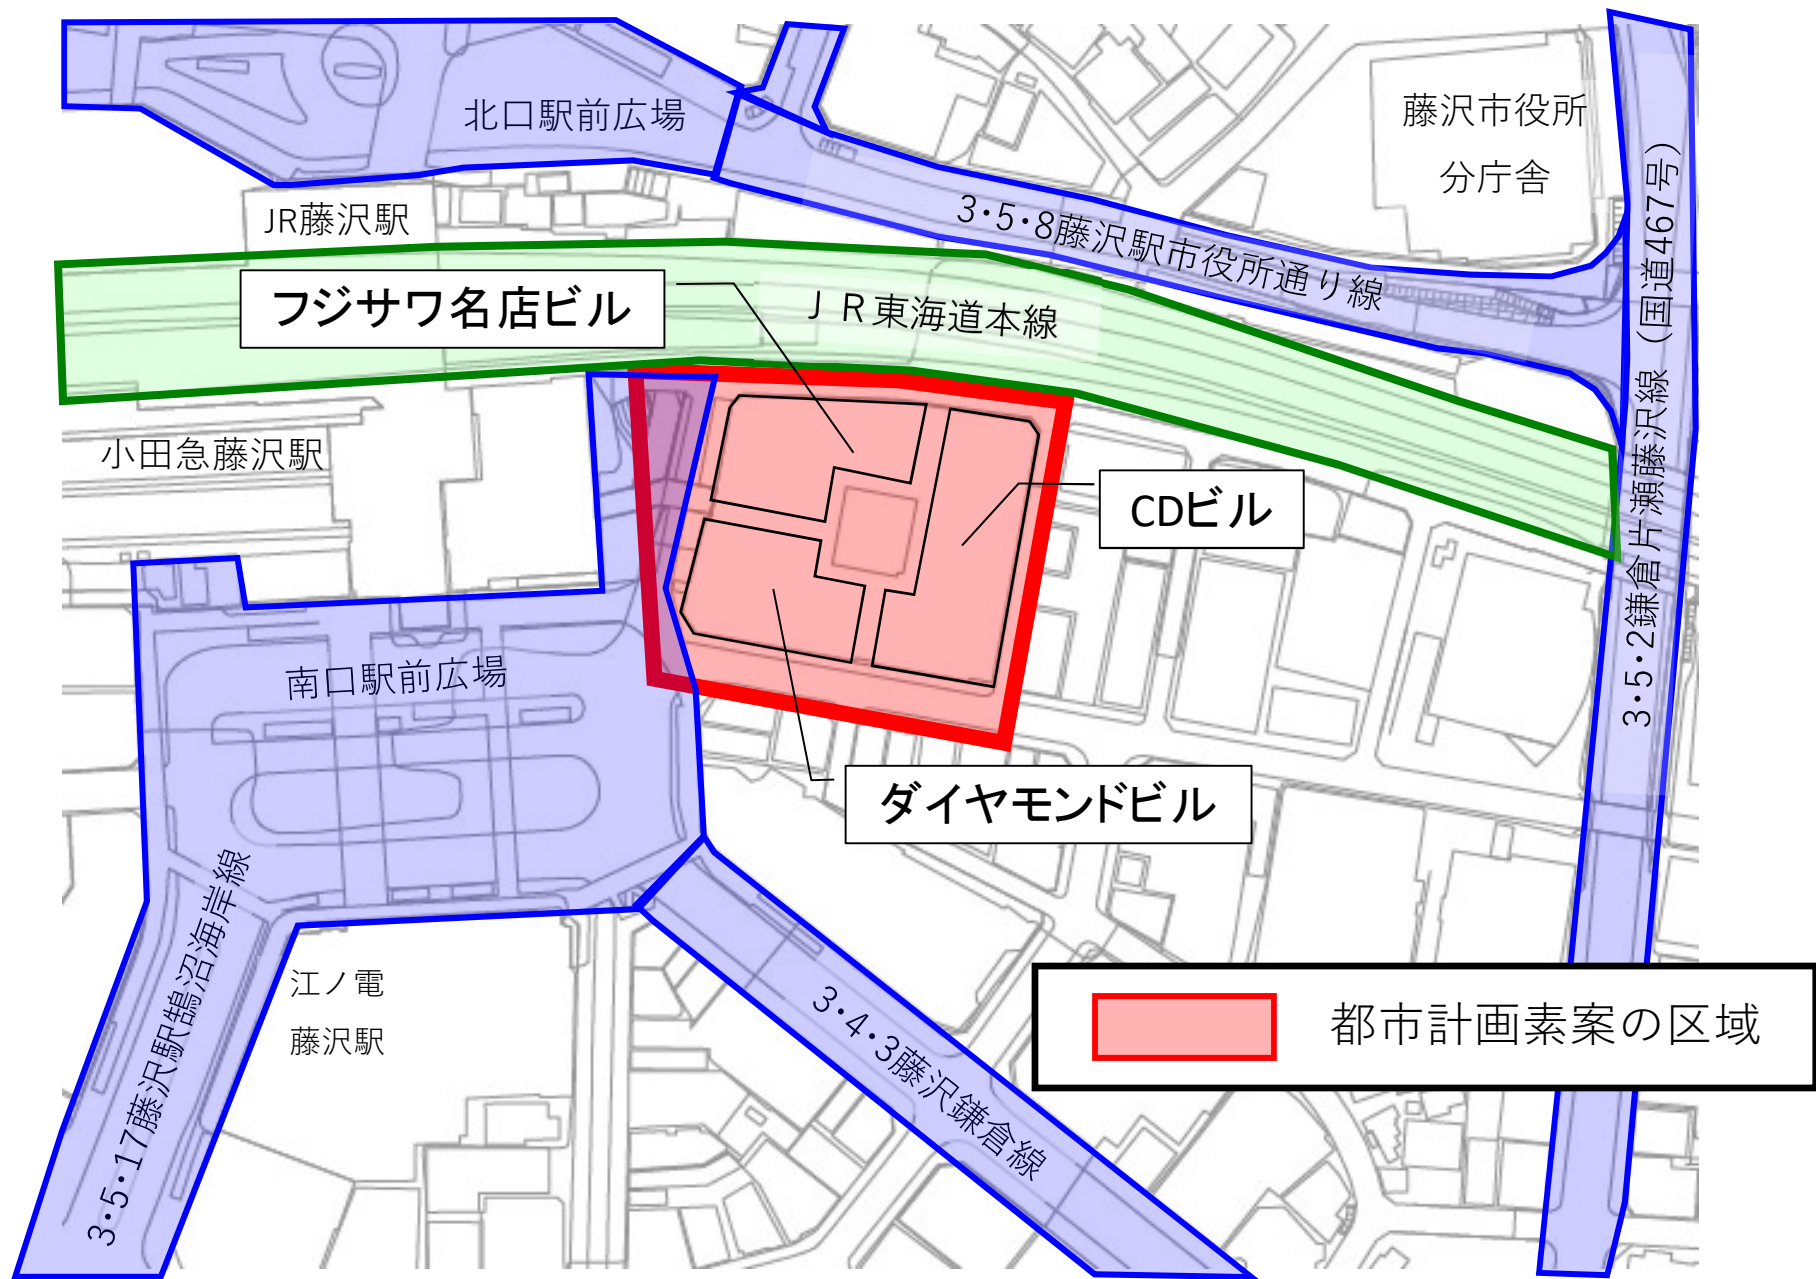 北口駅前広場
藤沢市役所
分庁舎
JR藤沢駅
3・5・8藤沢駅市役所通り線
フジサワ名店ビル
ＪＲ東海道本線
3・5・2鎌倉片瀬藤沢線（国道467号）
小田急藤沢駅
CDビル
南口駅前広場
ダイヤモンドビル
3・5・17藤沢駅鵠沼海岸線
江ノ電
藤沢駅
3・4・3藤沢鎌倉線
都市計画素案の区域